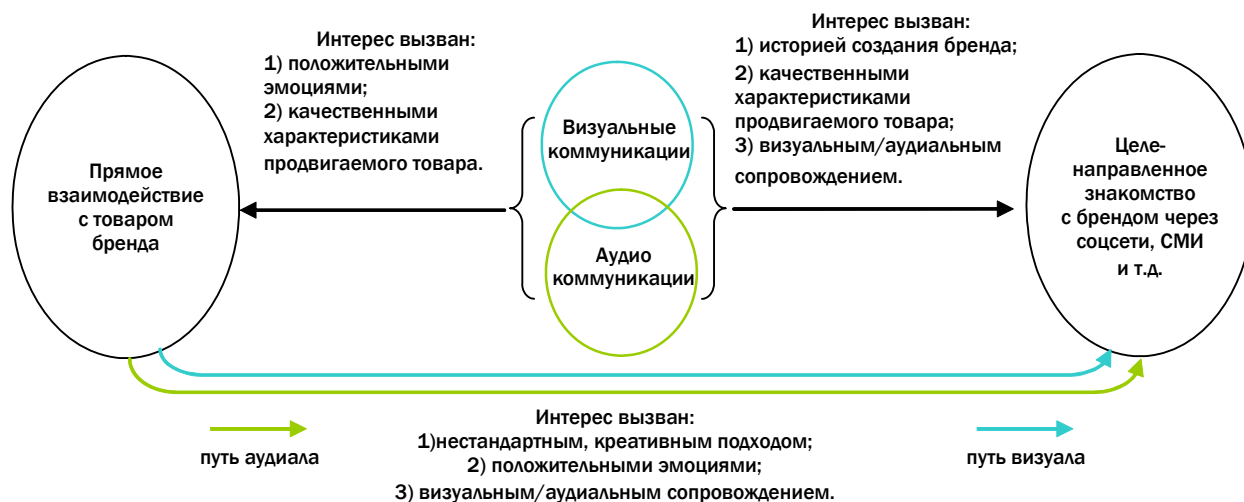 Интерес вызван:
1) положительными
эмоциями;
2) качественными
характеристиками
продвигаемого товара.
Интерес вызван:
1) историей создания бренда;
2) качественными
характеристиками
продвигаемого товара;
3) визуальным/аудиальным
сопровождением.
Прямое
взаимодействие
с товаром
бренда
Визуальные
коммуникации
Аудио
коммуникации
Целе-
направленное
знакомство
с брендом через
соцсети, СМИ
и т.д.
путь аудиала
Интерес вызван:
1)нестандартным, креативным подходом;
2) положительными эмоциями;
3) визуальным/аудиальным сопровождением.
путь визуала